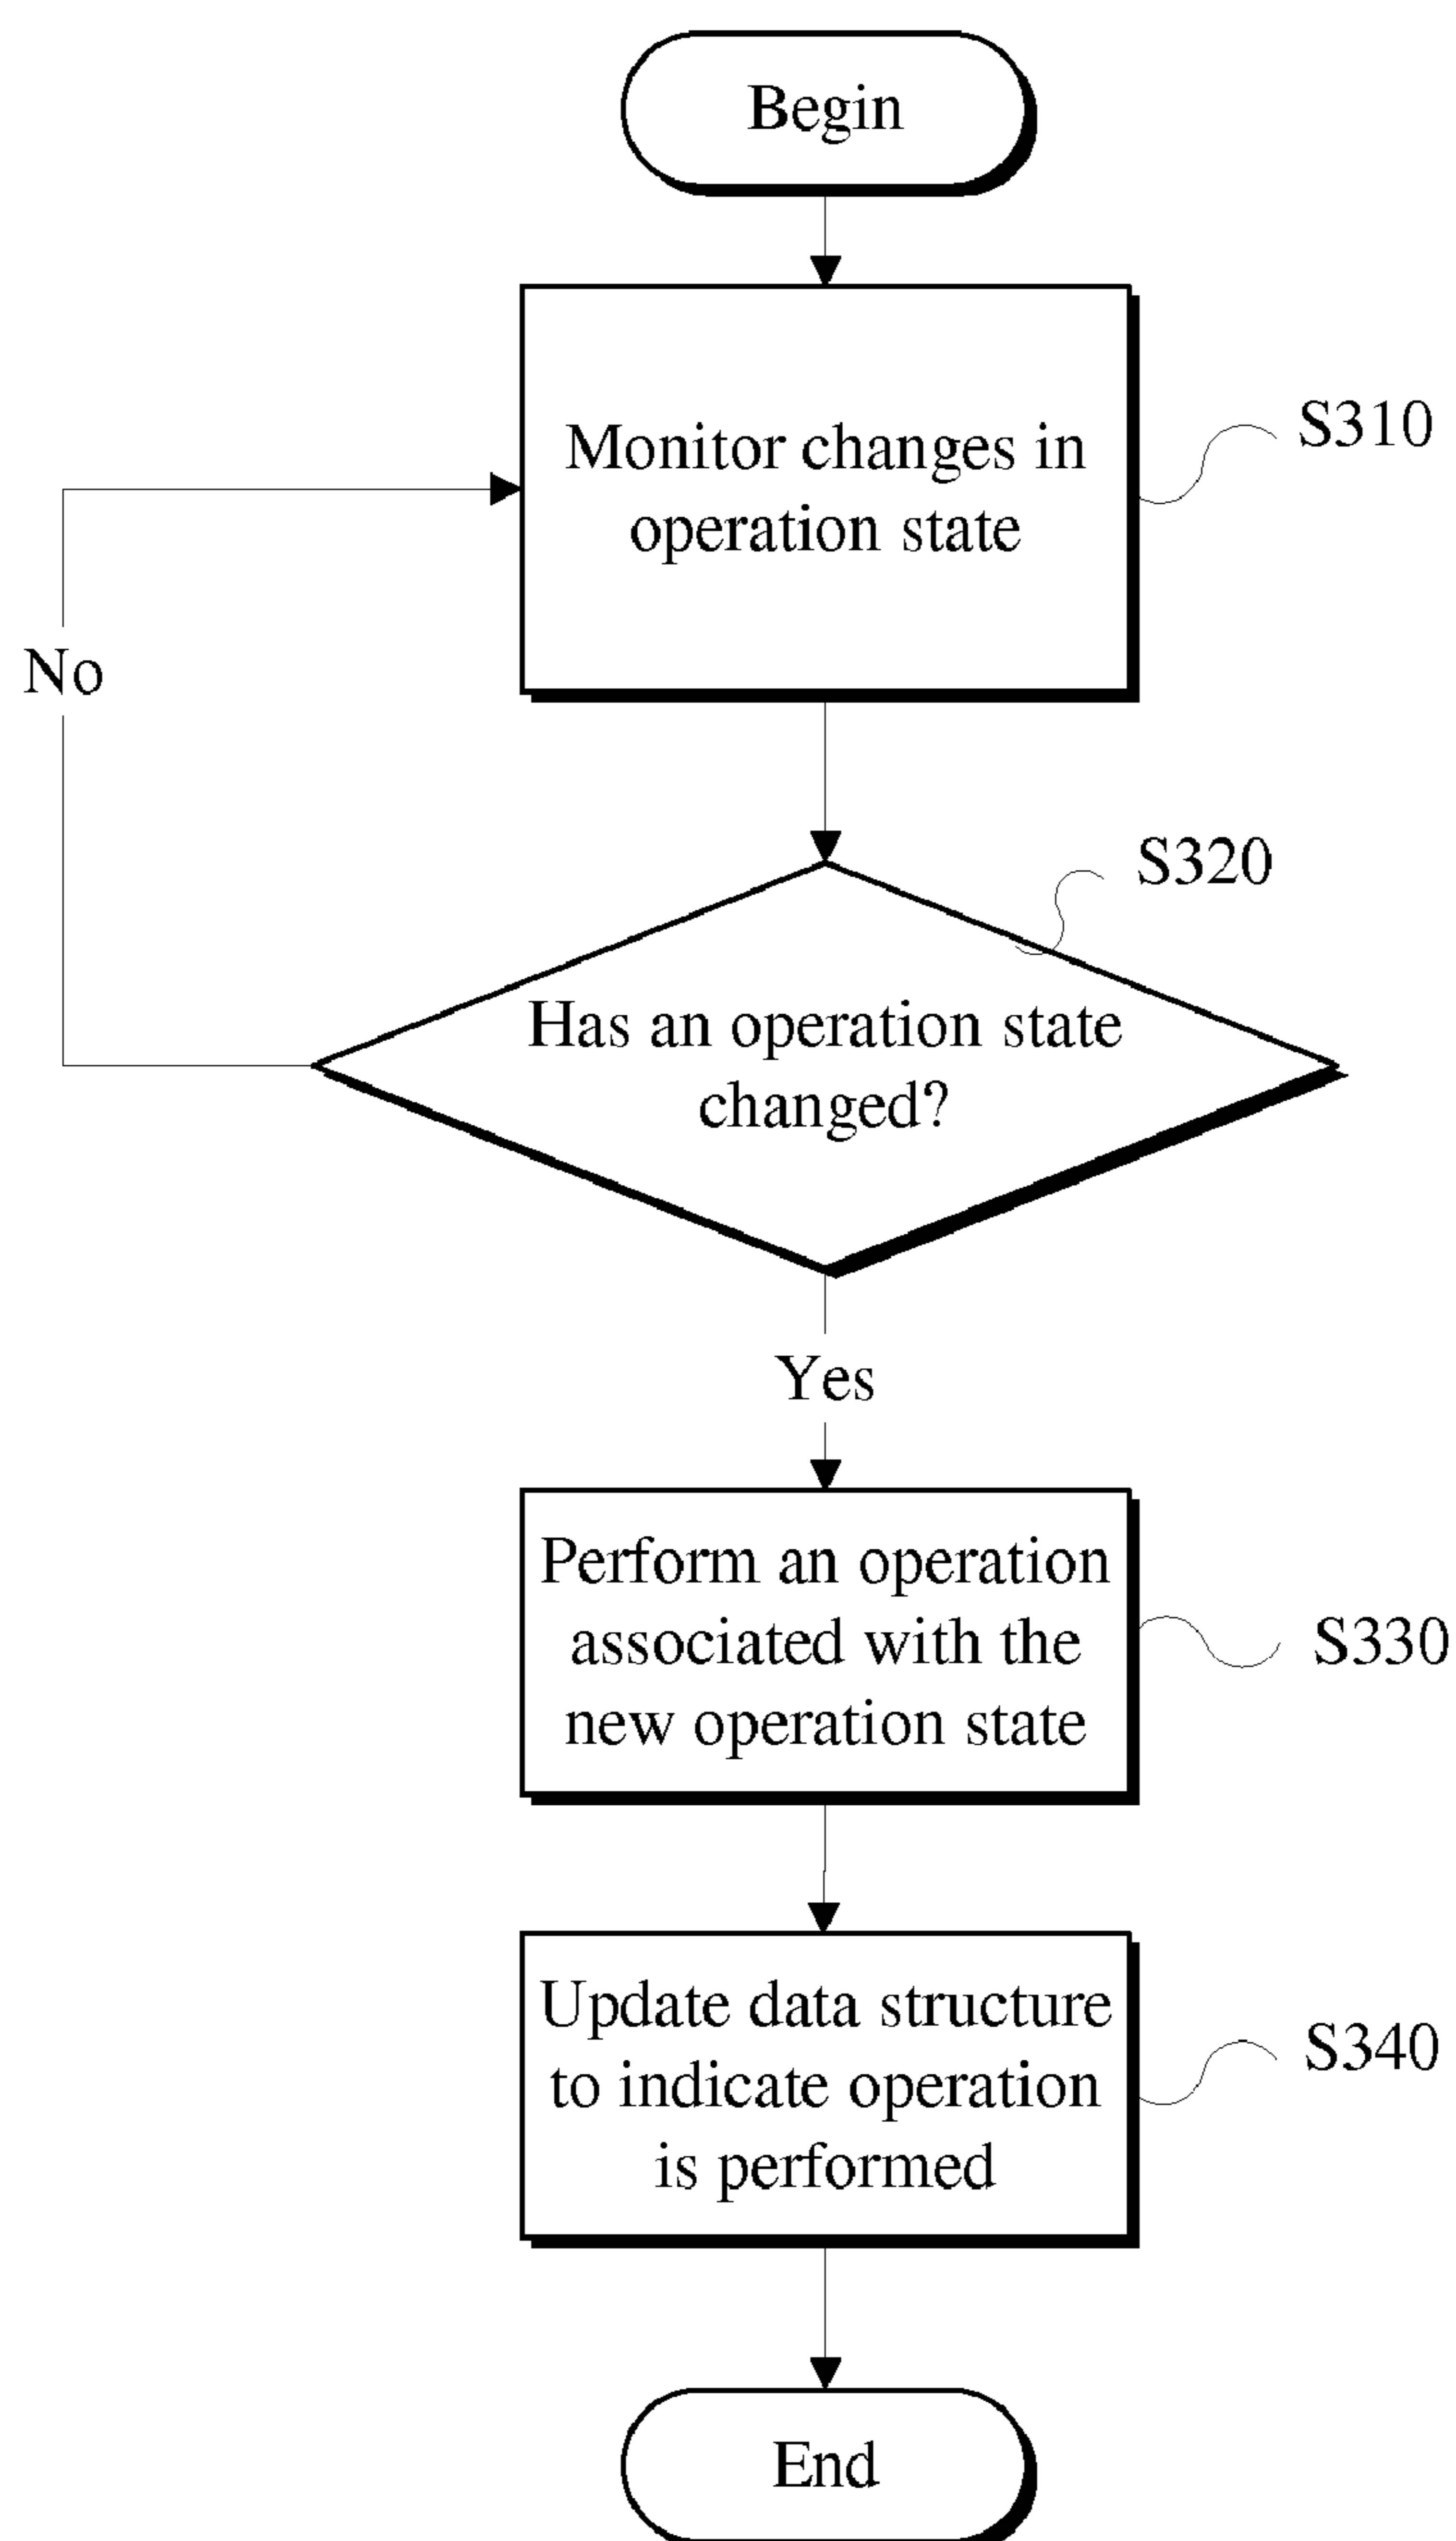 Begin
Monitor changes in
operation state
S310
No
S320
Has an operation state
changed?
Yes
Perform an operation
associated with the
new operation state
S330
Update data structure
to indicate operation
is performed
S340
End